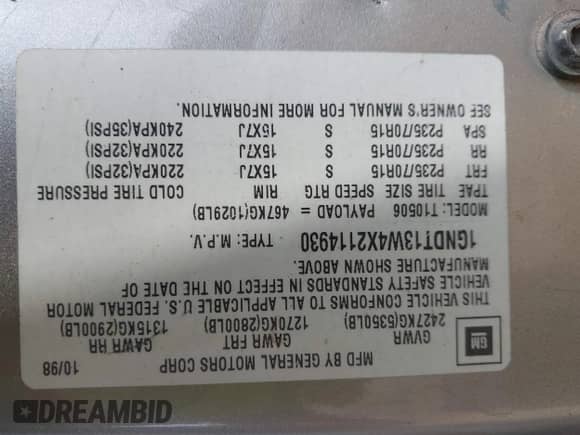 MFD BY GENERAL MOTORS CORP 10/98
GM
GVWR GAWR FRT GAWR RR
2427KG(5350LB) 1270KG(2800LB) 1315KG(2900LB)
THIS VEHICLE CONFORMS TO ALL APPLICABLE U.S. FEDERAL MOTOR
VEHICLE SAFETY STANDARDS IN EFFECT ON THE DATE OF
MANUFACTURE SHOWN ABOVE.
1GNDT13W4X2114930 TYPE: M.P.V.
MODEL: T10506 PAYLOAD = 467KG(1029LB)
TPAE TIRE SIZE SPEED RTG RIM COLD TIRE PRESSURE
FRT P235/70R15 S 15X7J 220KPA(32PSI)
RR P235/70R15 S 15X7J 220KPA(32PSI)
SPA P235/70R15 S 15X7J 240KPA(35PSI)
SEE OWNER'S MANUAL FOR MORE INFORMATION.
DREAMBID